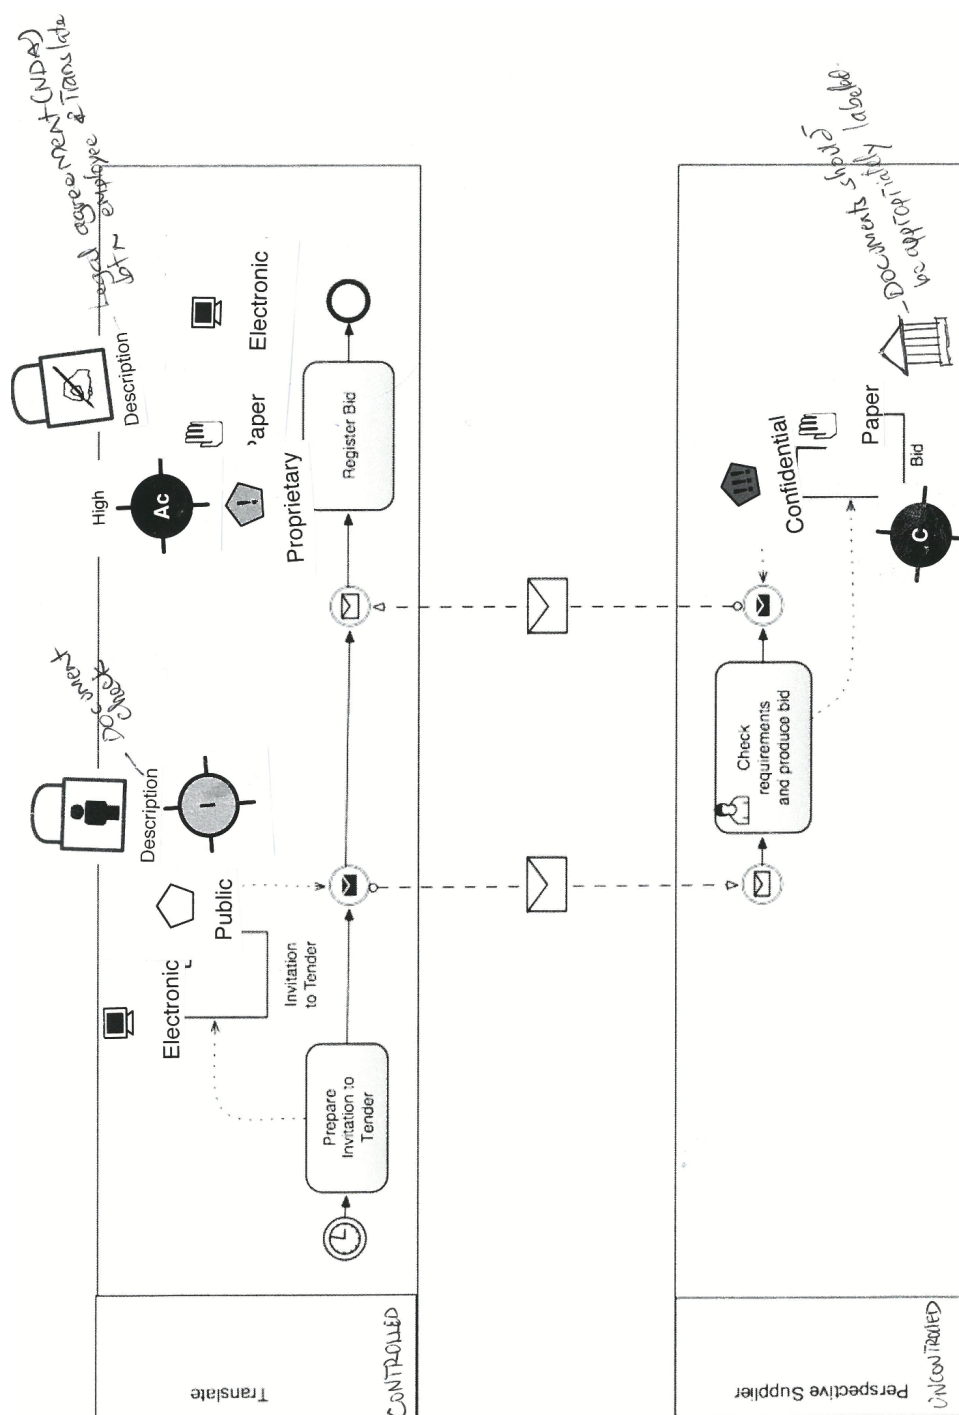 Translate
CONTROLLED
Prepare
Invitation to
Tender
Electronic
Public
Invitation
to Tender
Description
I
Document
check
High
Ac
Description
Legal agreement (NDA)
btn employee & Translate
Proprietary
aper
Electronic
Register Bid
Perspective Supplier
UNCONTROLLED
Check
requirements
and produce bid
!!!
Confidential
Paper
Bid
C
- Documents should
be appropriately labeled.
!